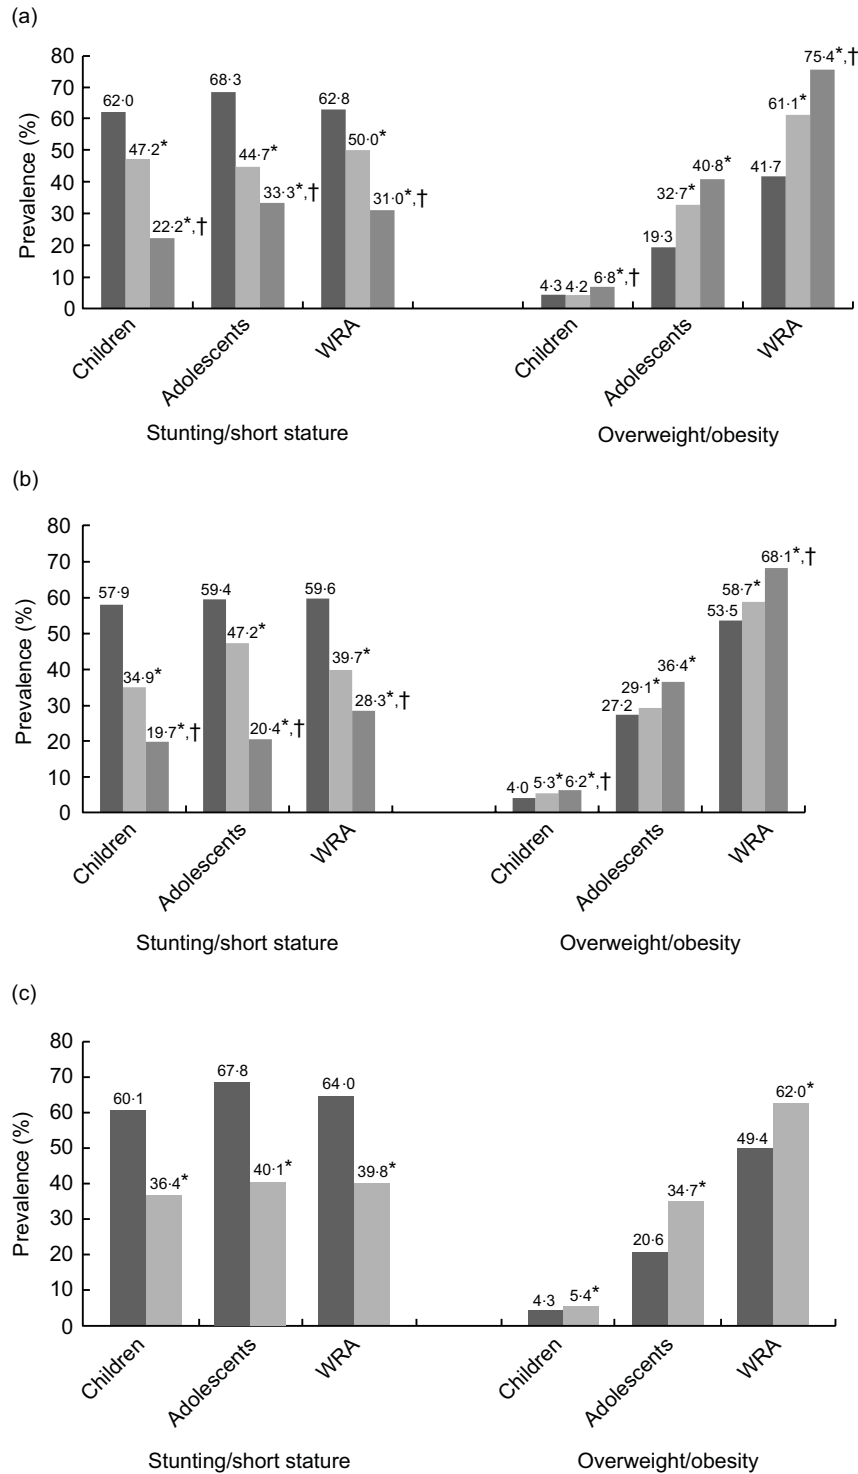 (a)
Prevalence (%)
80
70
60
50
40
30
20
10
0
62·0
47·2*
22·2*,†
68·3
44·7*
33·3*,†
62·8
50·0*
31·0*,†
4·3
4·2
6·8*,†
19·3
32·7*
40·8*
41·7
61·1*
75·4*,†
Children
Adolescents
WRA
Children
Adolescents
WRA
Stunting/short stature
Overweight/obesity
(b)
Prevalence (%)
80
70
60
50
40
30
20
10
0
57·9
34·9*
19·7*,†
59·4
47·2*
20·4*,†
59·6
39·7*
28·3*,†
4·0
5·3*
6·2*,†
27·2
29·1*
36·4*
53·5
58·7*
68·1*,†
Children
Adolescents
WRA
Children
Adolescents
WRA
Stunting/short stature
Overweight/obesity
(c)
Prevalence (%)
80
70
60
50
40
30
20
10
0
60·1
36·4*
67·8
40·1*
64·0
39·8*
4·3
5·4*
20·6
34·7*
49·4
62·0*
Children
Adolescents
WRA
Children
Adolescents
WRA
Stunting/short stature
Overweight/obesity